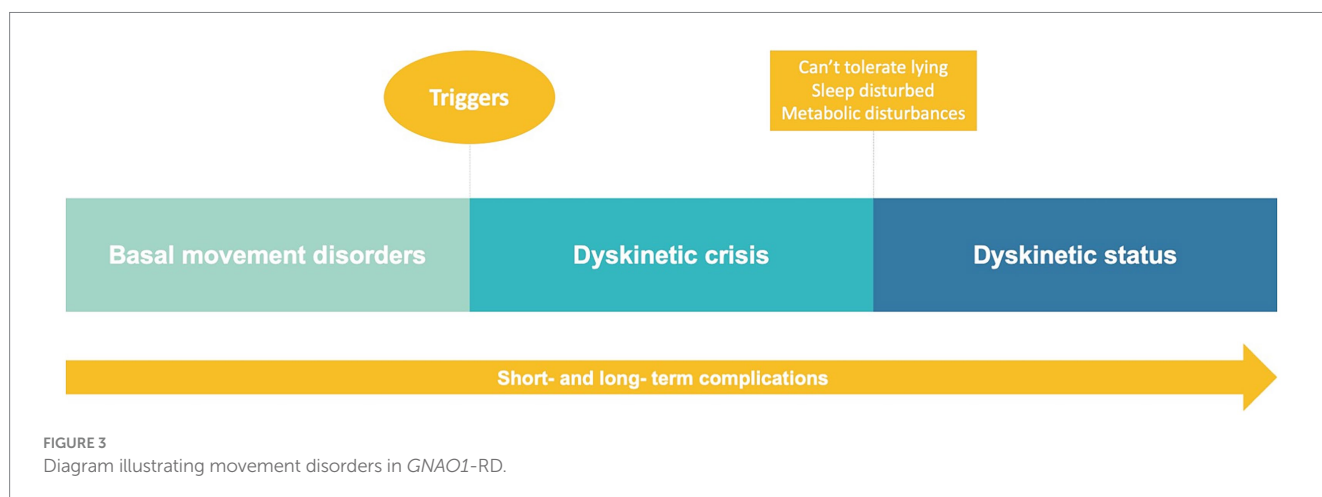 Triggers
Can't tolerate lying
Sleep disturbed
Metabolic disturbances
Basal movement disorders
Dyskinetic crisis
Dyskinetic status
Short- and long- term complications
FIGURE 3
Diagram illustrating movement disorders in GNAO1-RD.